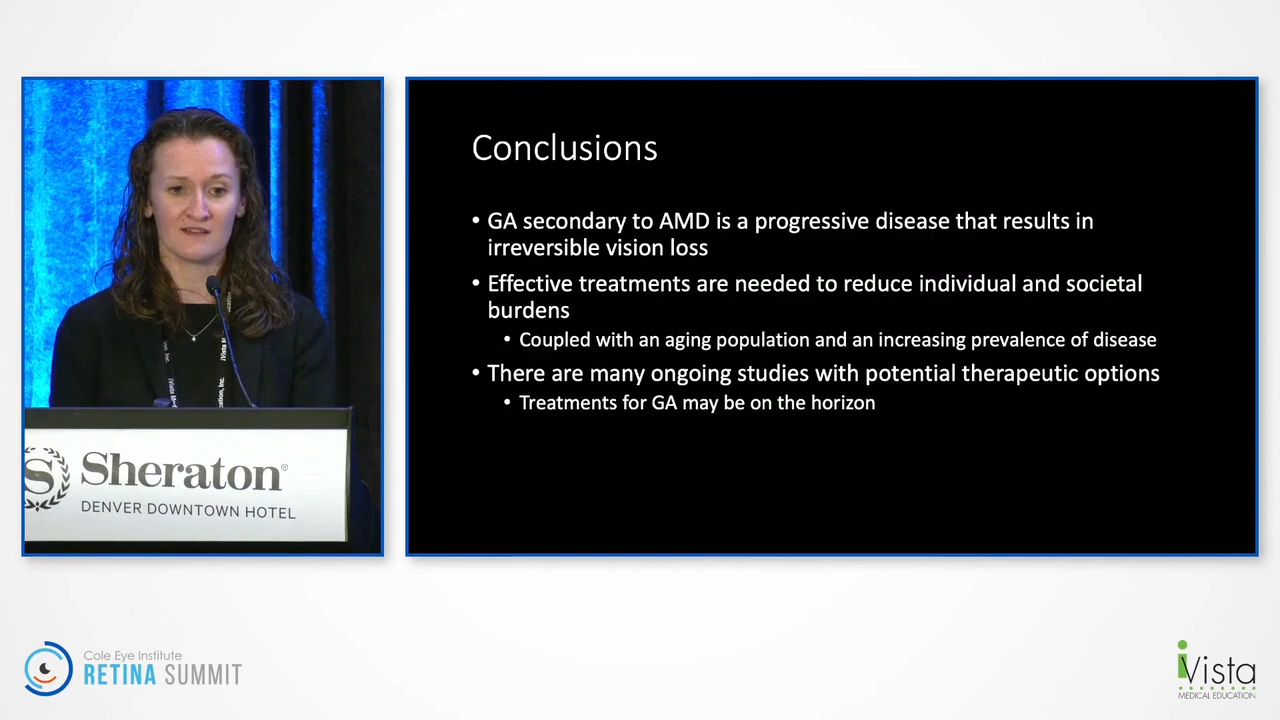 Conclusions
• GA secondary to AMD is a progressive disease that results in
irreversible vision loss
• Effective treatments are needed to reduce individual and societal
burdens
• Coupled with an aging population and an increasing prevalence of disease
• There are many ongoing studies with potential therapeutic options
• Treatments for GA may be on the horizon
S Sheraton®
DENVER DOWNTOWN HOTEL
Cole Eye Institute
RETINA SUMMIT
iVista
MEDICAL EDUCATION